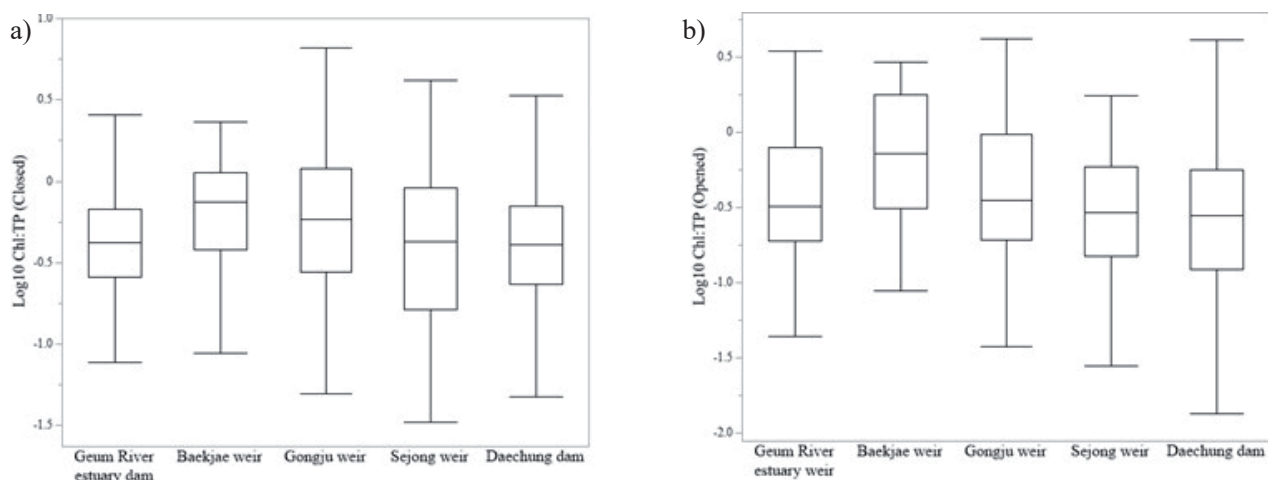 a)
Log10 Chl:TP (Closed)
1.0
0.5
0
-0.5
-1.0
-1.5
Geum River
estuary dam
Baekjae weir
Gongju weir
Sejong weir
Daechung dam
b)
Log10 Chl:TP (Opened)
0.5
0
-0.5
-1.0
-1.5
-2.0
Geum River
estuary weir
Baekjae weir
Gongju weir
Sejong weir
Daechung dam